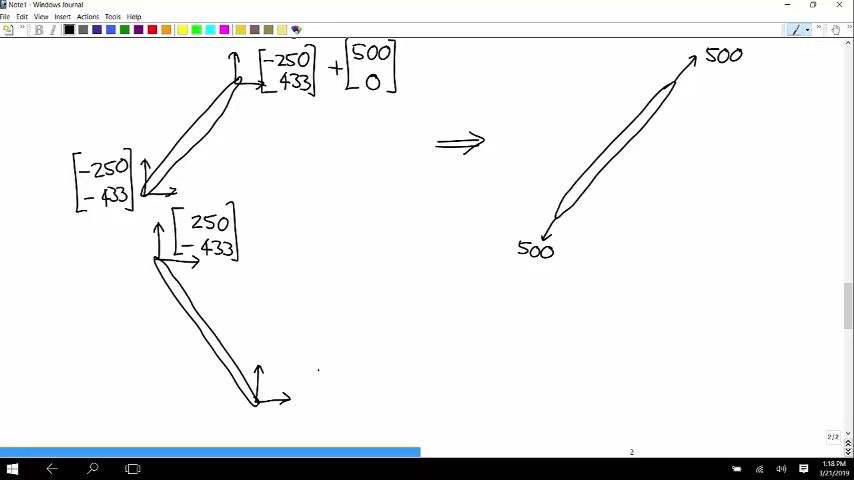 Note1 - Windows Journal
File Edit View Insert Actions Tools Help
B I
[-250 433] + [500 0]
500
[-250 -433]
[250 -433]
500
2/2
2
1:18 PM
3/21/2019